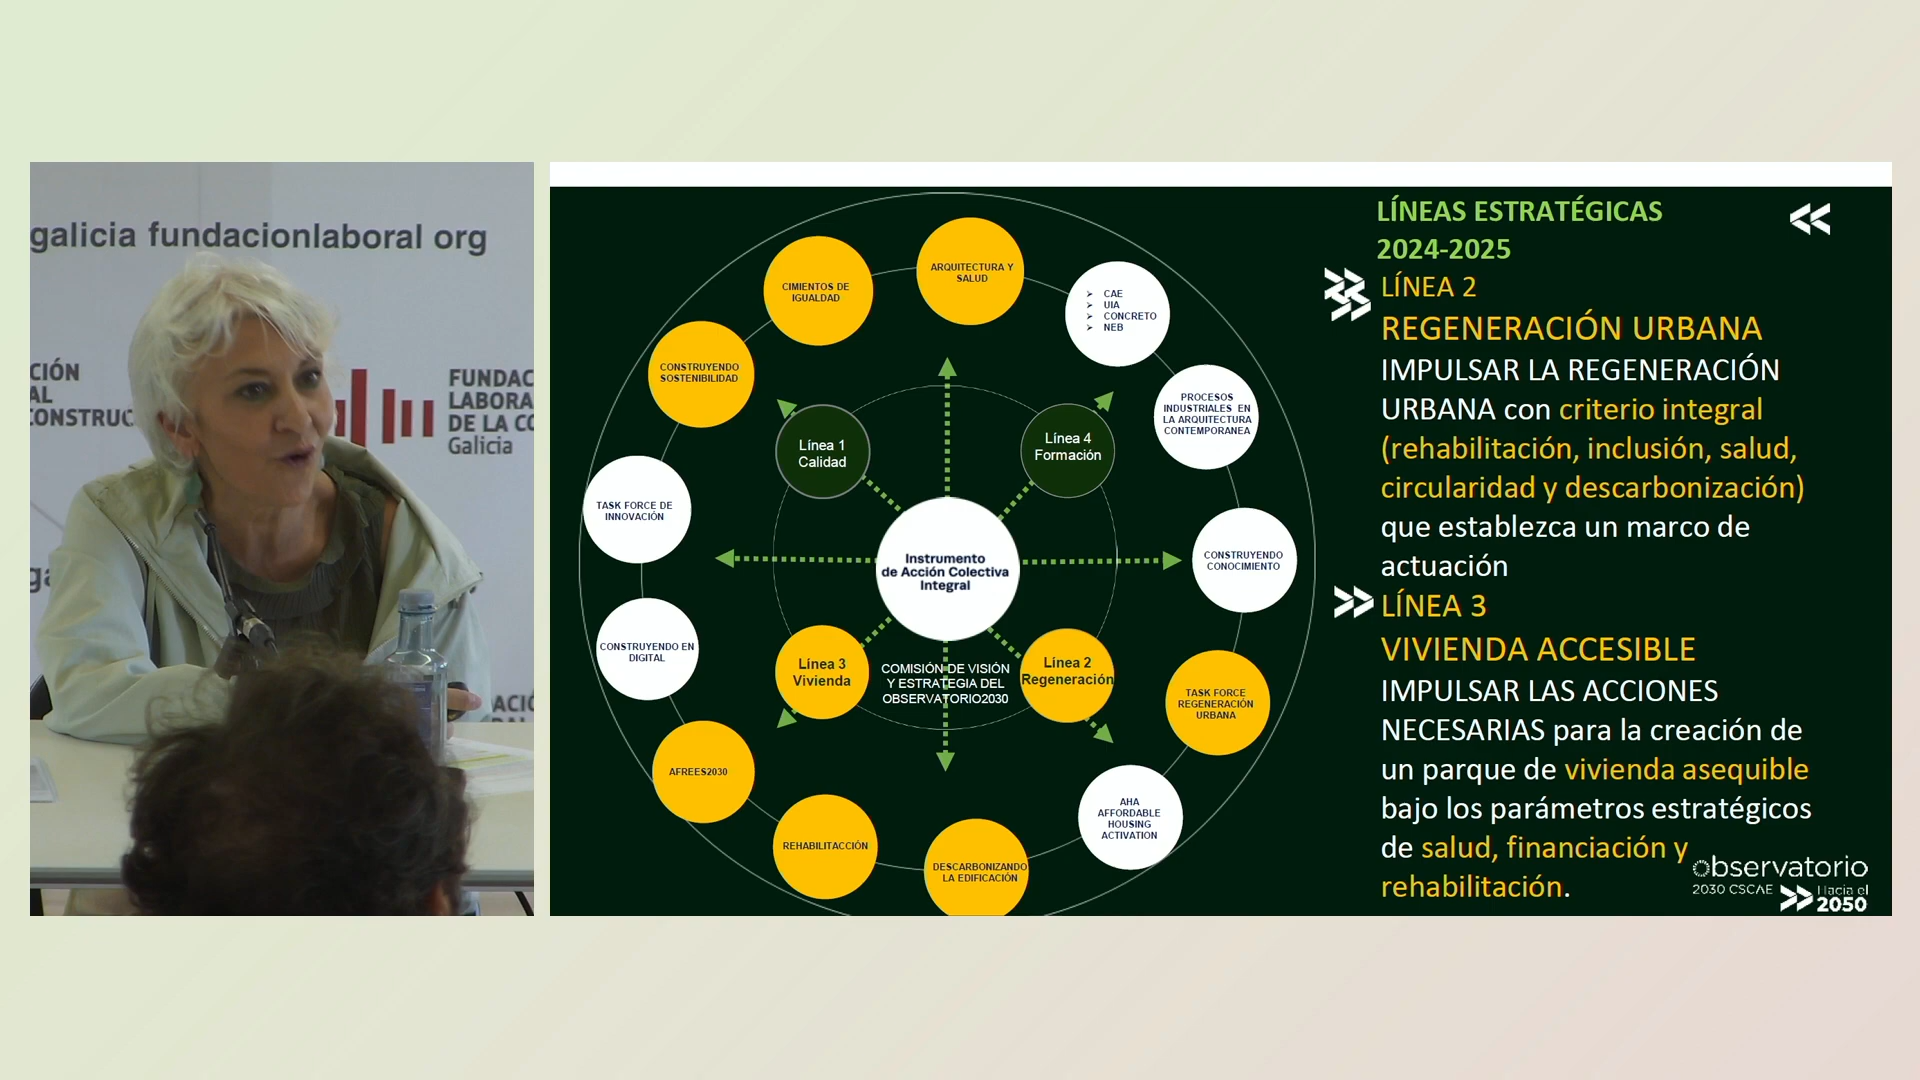 galicia fundacionlaboral org
CIÓN
AL
CONSTRUC
FUNDAC
LABORA
DE LA CO
Galicia
ga
ACIÓ
ARQUITECTURA Y
SALUD
CIMIENTOS DE
IGUALDAD
CONSTRUYENDO
SOSTENIBILIDAD
TASK FORCE DE
INNOVACIÓN
CONSTRUYENDO EN
DIGITAL
AFREES2030
REHABILITACCIÓN
DESCARBONIZANDO
LA EDIFICACIÓN
AHA
AFFORDABLE
HOUSING
ACTIVATION
TASK FORCE
REGENERACIÓN
URBANA
CONSTRUYENDO
CONOCIMIENTO
PROCESOS
INDUSTRIALES EN
LA ARQUITECTURA
CONTEMPORANEA
➢ CAE
➢ UIA
➢ CONCRETO
➢ NEB
Línea 1
Calidad
Línea 4
Formación
Instrumento
de Acción Colectiva
Integral
Línea 3
Vivienda
COMISIÓN DE VISIÓN
Y ESTRATEGIA DEL
OBSERVATORIO2030
Línea 2
Regeneración
LÍNEAS ESTRATÉGICAS
2024-2025
LÍNEA 2
REGENERACIÓN URBANA
IMPULSAR LA REGENERACIÓN
URBANA con criterio integral
(rehabilitación, inclusión, salud,
circularidad y descarbonización)
que establezca un marco de
actuación
LÍNEA 3
VIVIENDA ACCESIBLE
IMPULSAR LAS ACCIONES
NECESARIAS para la creación de
un parque de vivienda asequible
bajo los parámetros estratégicos
de salud, financiación y
rehabilitación.
observatorio
2030 CSCAE
Hacia el
2050